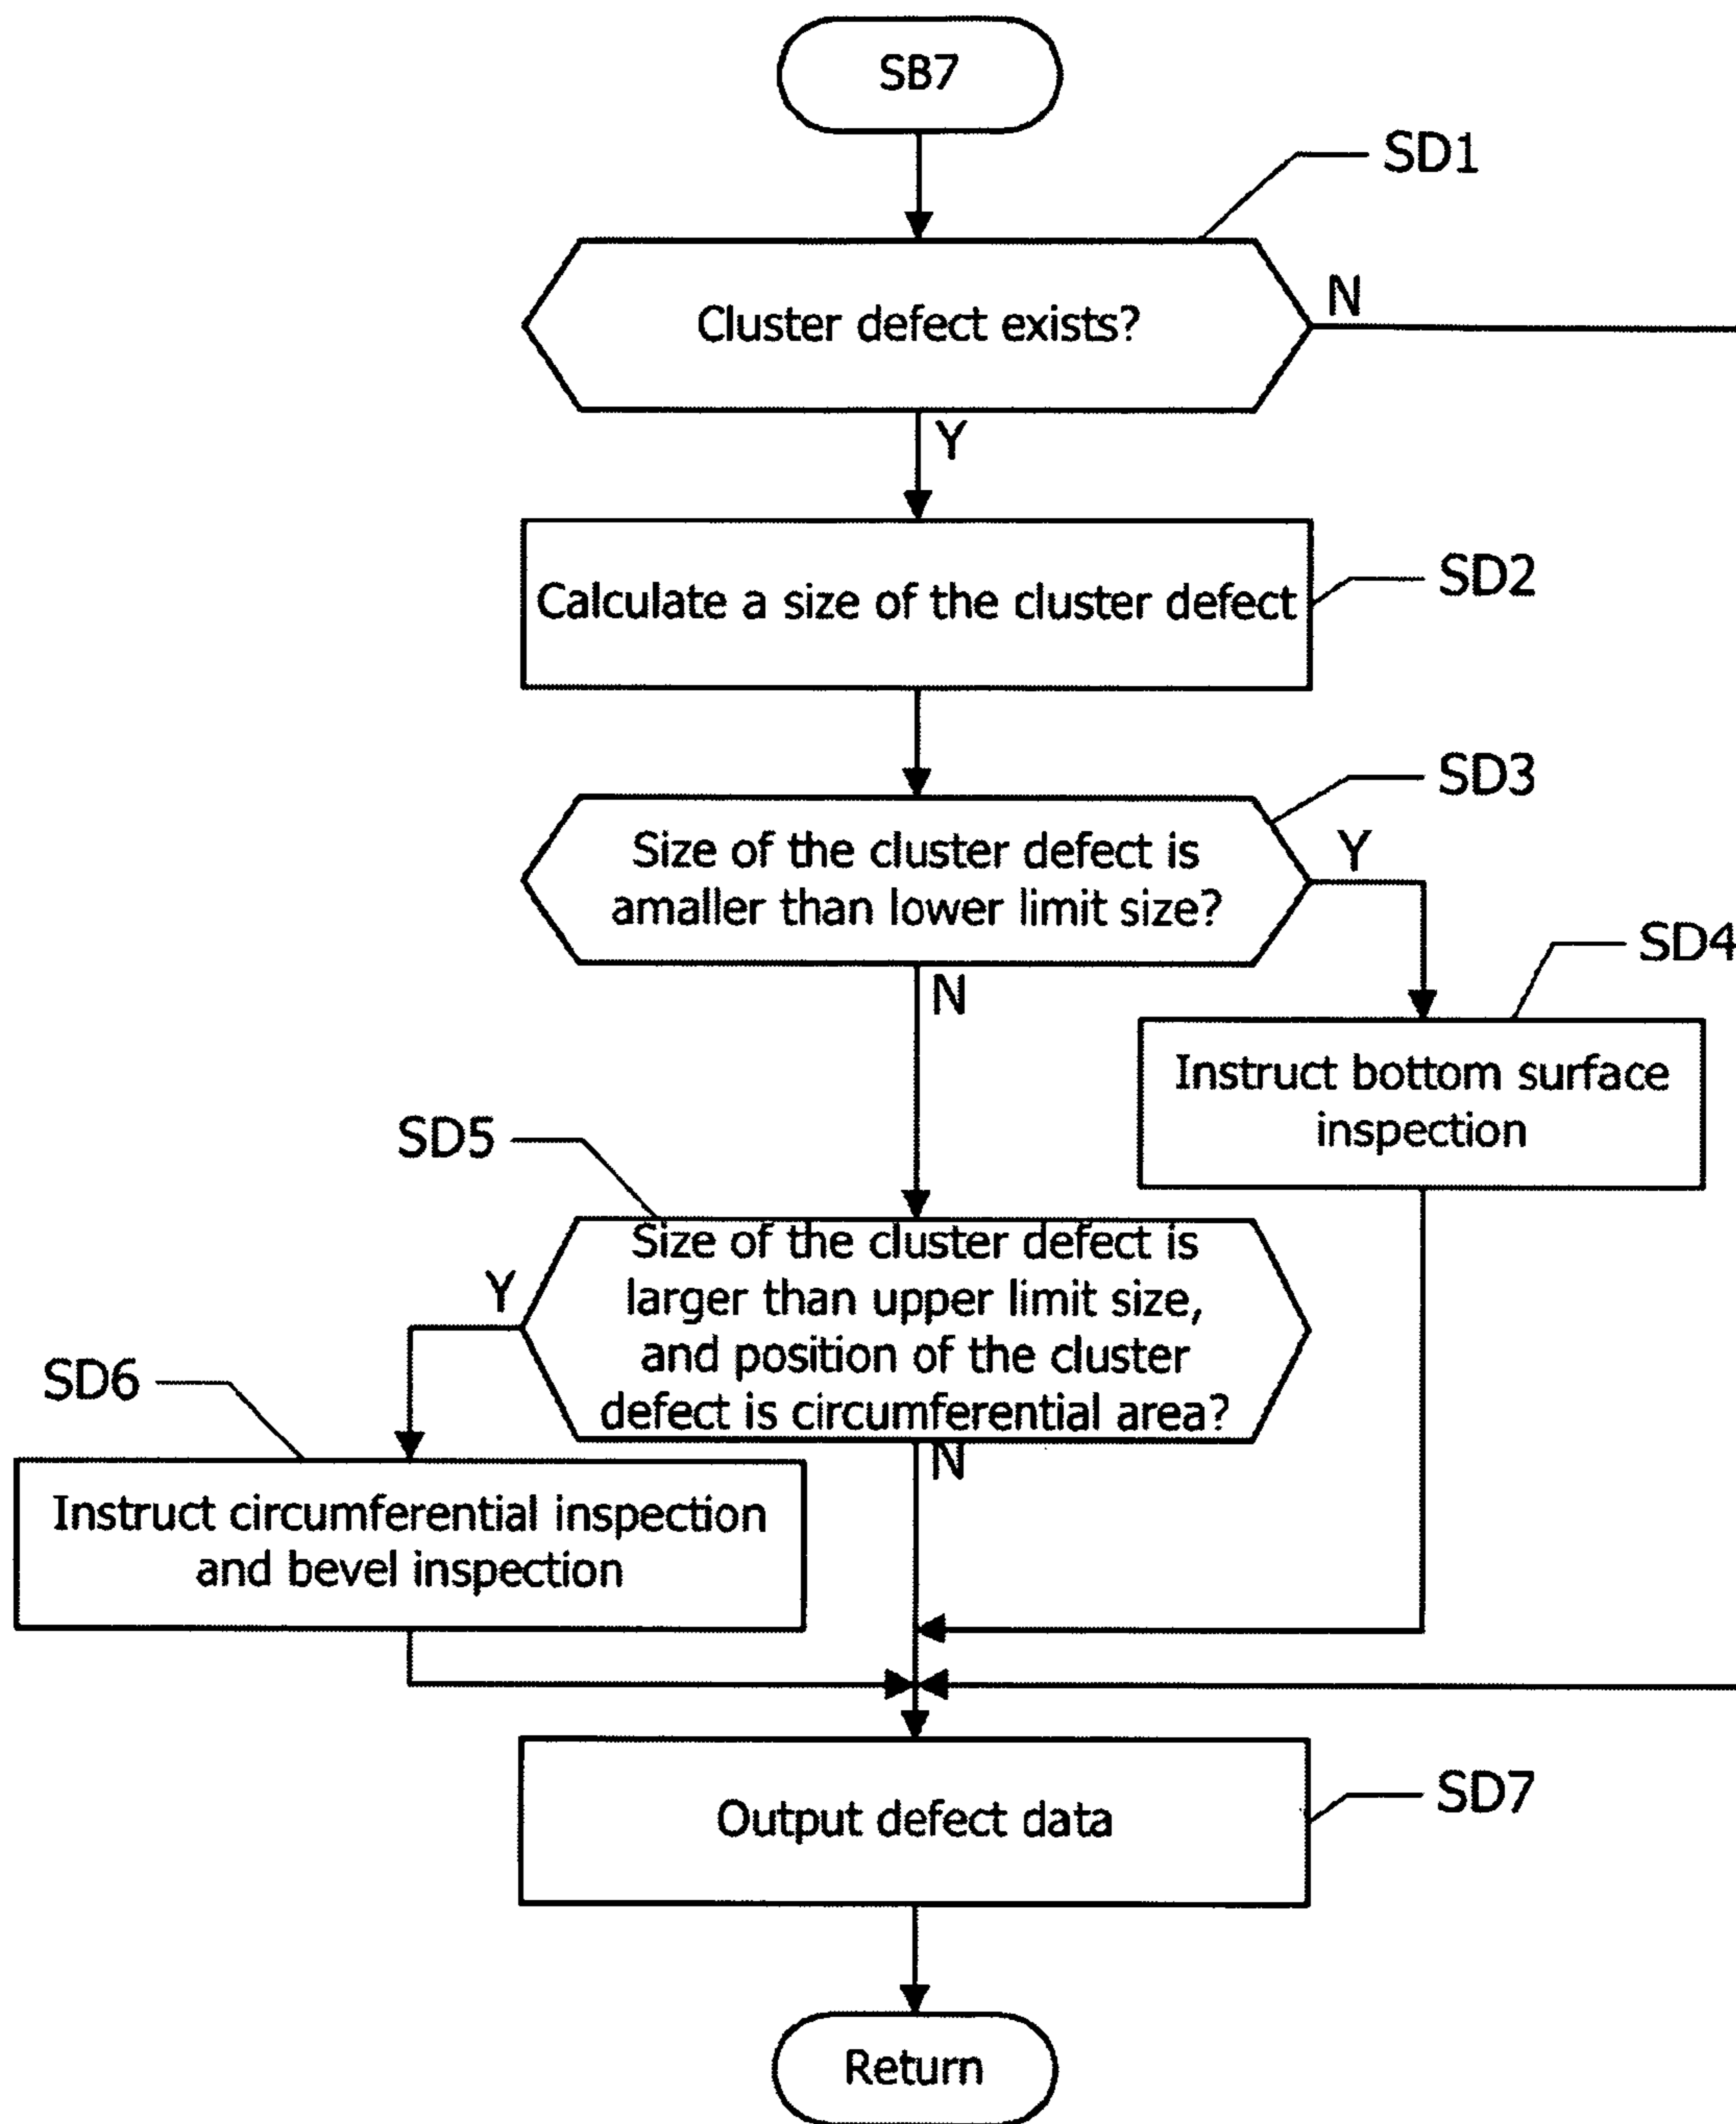 SB7
SD1
Cluster defect exists?
N
Y
Calculate a size of the cluster defect
SD2
SD3
Size of the cluster defect is
amaller than lower limit size?
Y
N
SD4
Instruct bottom surface
inspection
SD5
Size of the cluster defect is
larger than upper limit size,
and position of the cluster
defect is circumferential area?
Y
N
SD6
Instruct circumferential inspection
and bevel inspection
Output defect data
SD7
Return